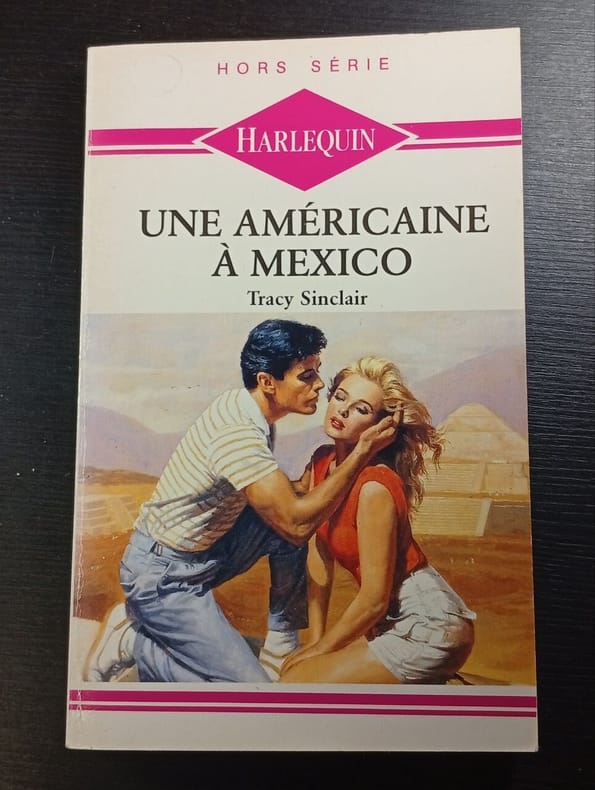 HORS SÉRIE
HARLEQUIN
UNE AMÉRICAINE
À MEXICO
Tracy Sinclair